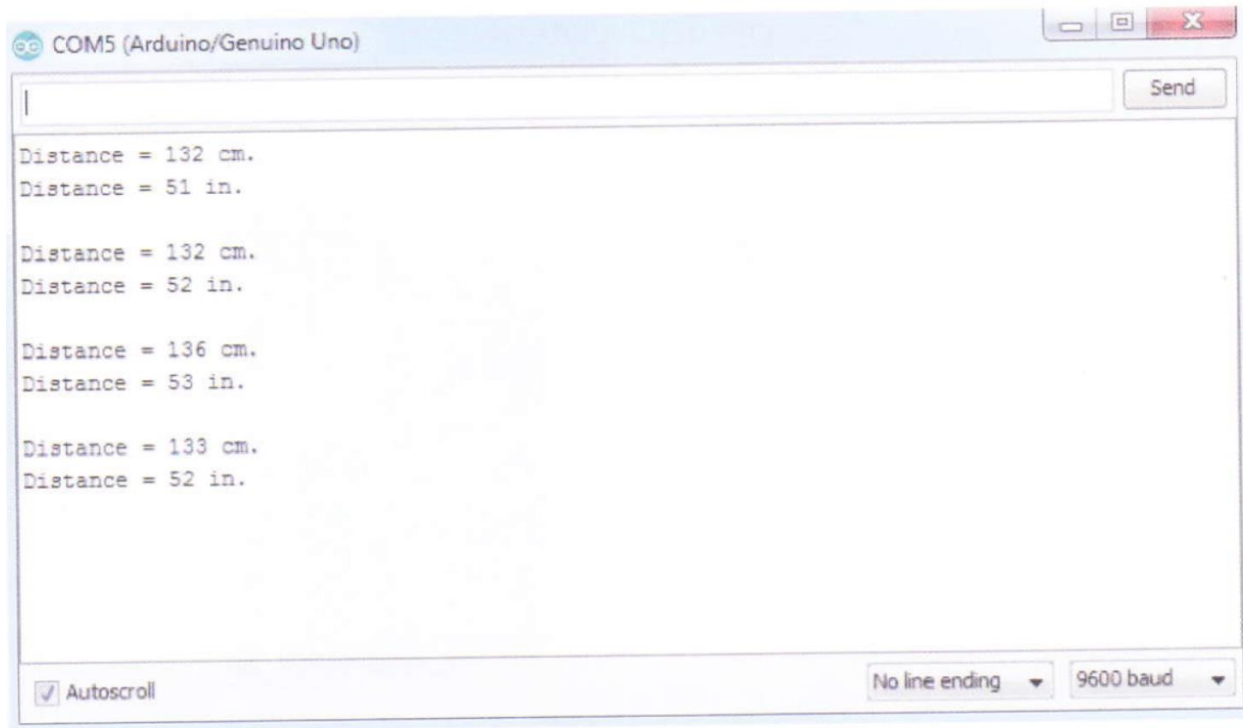 COM5 (Arduino/Genuino Uno)
Send
Distance = 132 cm.
Distance = 51 in.
Distance = 132 cm.
Distance = 52 in.
Distance = 136 cm.
Distance = 53 in.
Distance = 133 cm.
Distance = 52 in.
Autoscroll
No line ending
9600 baud